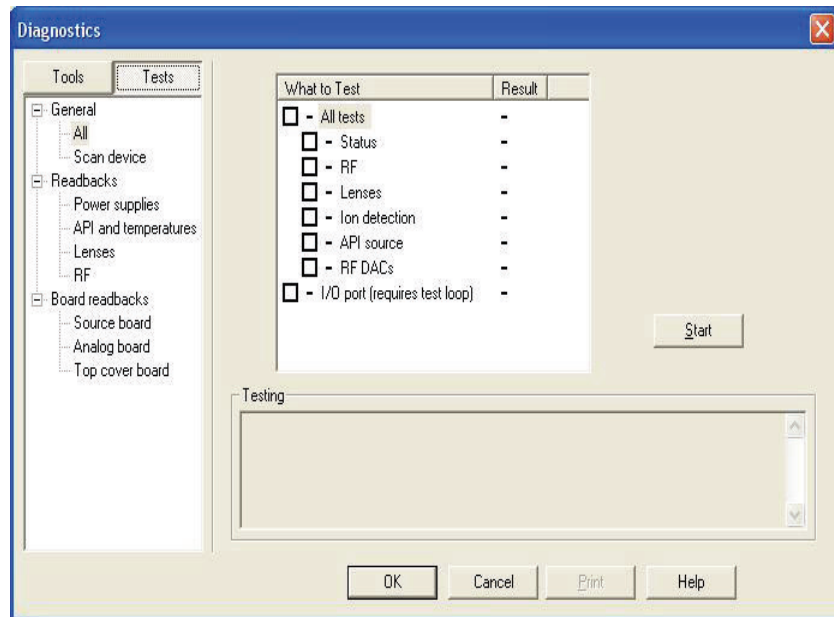 Diagnostics
Tools Tests
General
All
Scan device
Readbacks
Power supplies
API and temperatures
Lenses
RF
Board readbacks
Source board
Analog board
Top cover board
What to Test Result
- All tests -
- Status -
- RF -
- Lenses -
- Ion detection -
- API source -
- RF DACs -
- I/O port (requires test loop) -
Start
Testing
OK Cancel Print Help